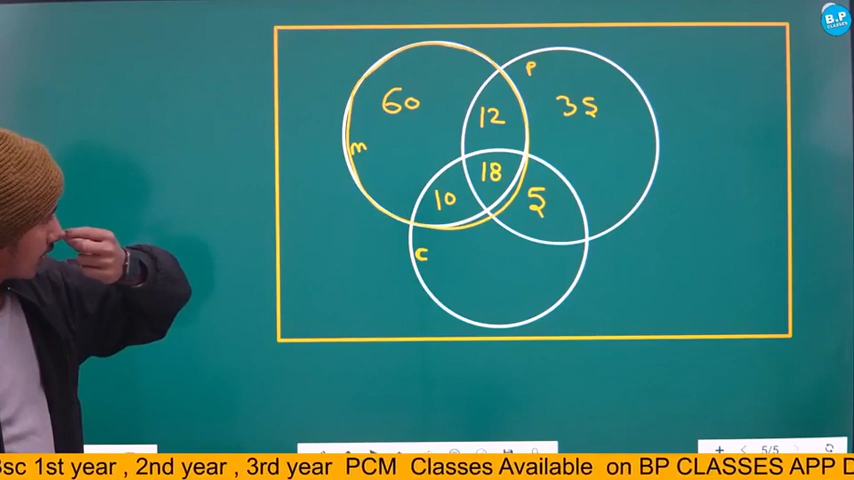 B.P
CLASSES
P
60
12
35
m
18
10
5
C
5/5
Bsc 1st year , 2nd year , 3rd year PCM Classes Available on BP CLASSES APP D